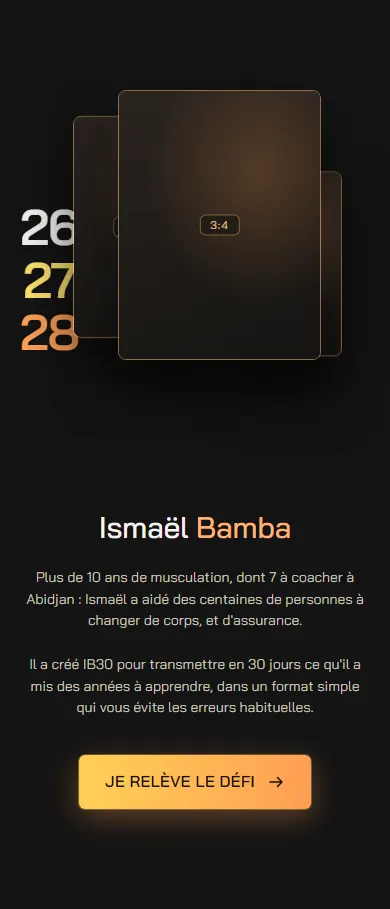 3:4
26
27
28
Ismaël Bamba
Plus de 10 ans de musculation, dont 7 à coacher à
Abidjan : Ismaël a aidé des centaines de personnes à
changer de corps, et d'assurance.
Il a créé IB30 pour transmettre en 30 jours ce qu'il a
mis des années à apprendre, dans un format simple
qui vous évite les erreurs habituelles.
JE RELÈVE LE DÉFI →